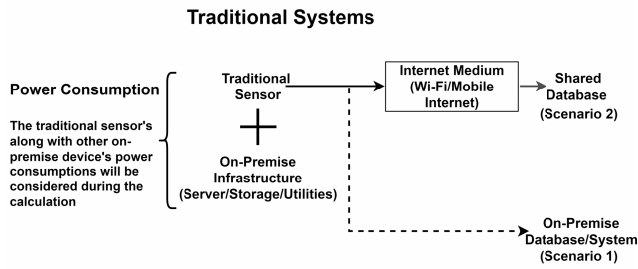 Traditional Systems
Power Consumption
The traditional sensor's
along with other on-
premise device's power
consumptions will be
considered during the
calculation
Traditional
Sensor
On-Premise
Infrastructure
(Server/Storage/Utilities)
Internet Medium
(Wi-Fi/Mobile
Internet)
Shared
Database
(Scenario 2)
On-Premise
Database/System
(Scenario 1)